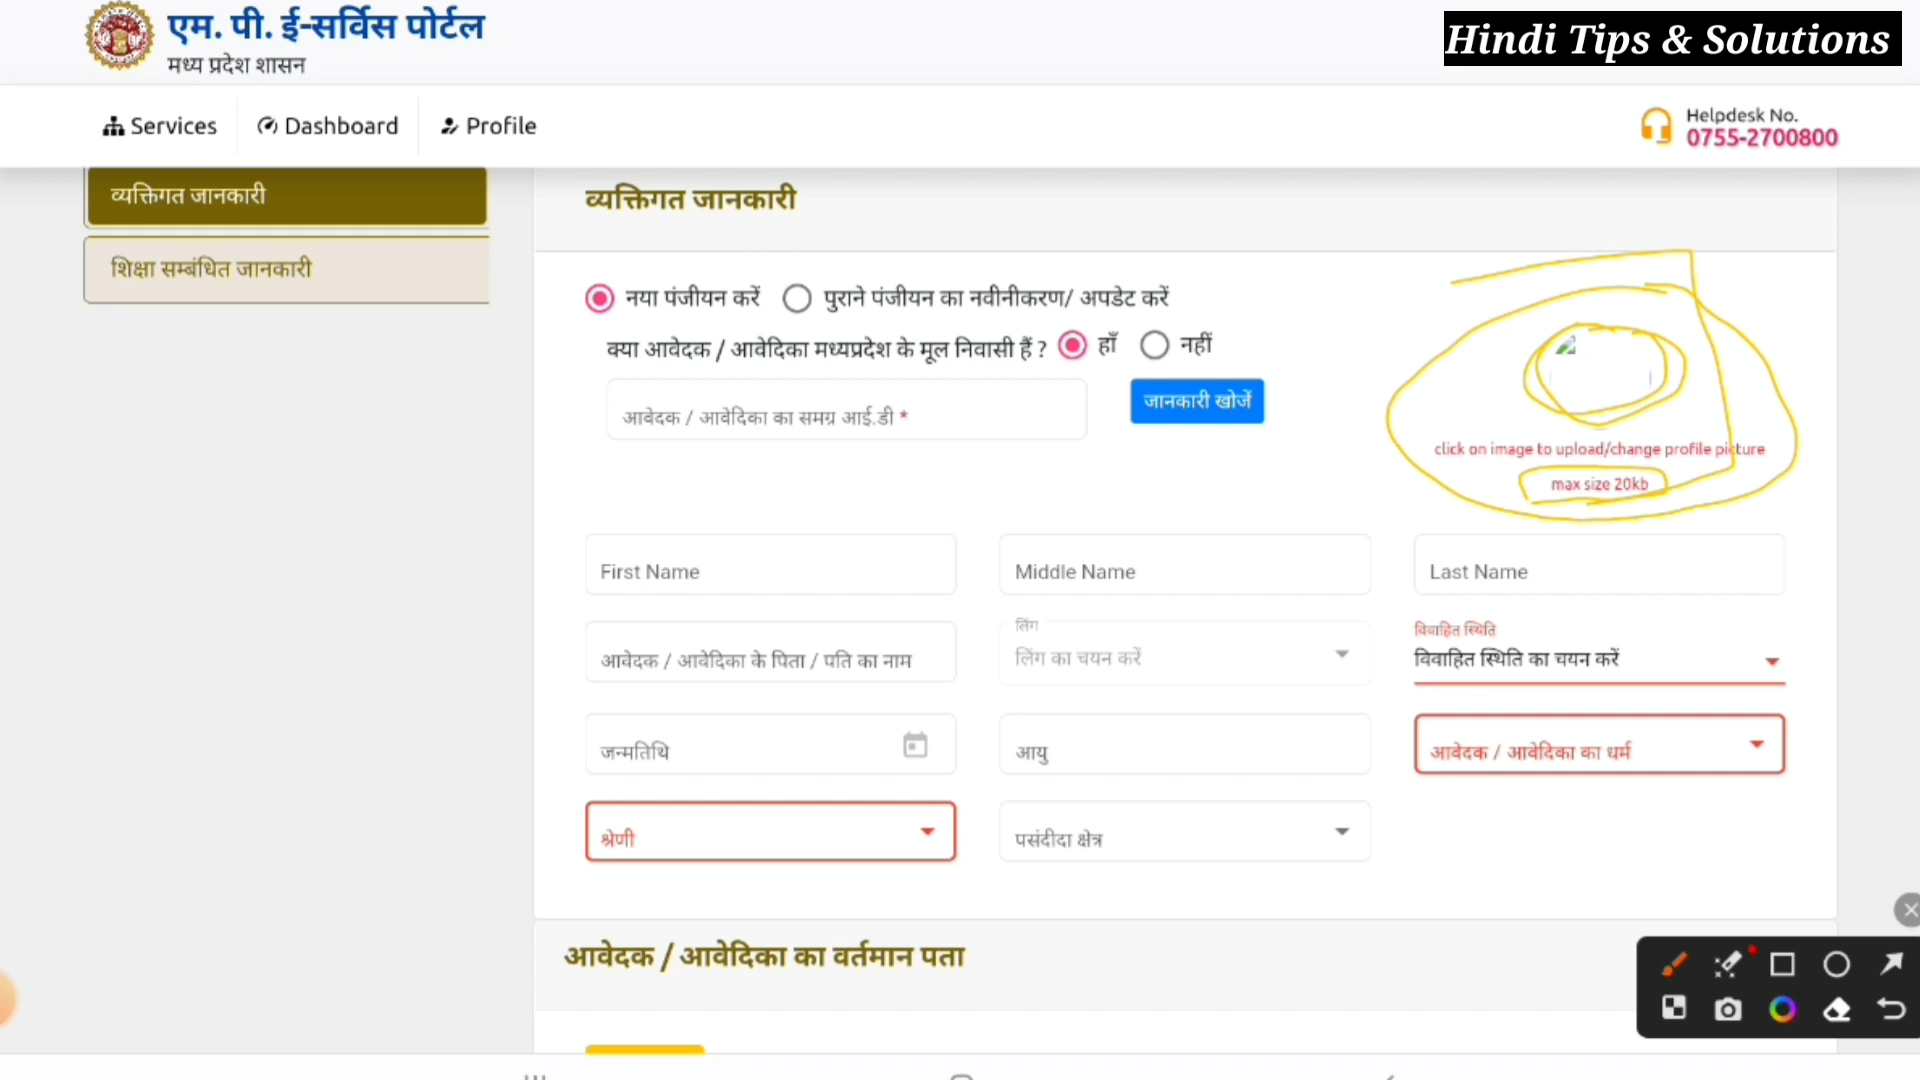 एम. पी. ई-सर्विस पोर्टल
मध्य प्रदेश शासन
Hindi Tips & Solutions
Services
Dashboard
Profile
Helpdesk No.
0755-2700800
व्यक्तिगत जानकारी
शिक्षा सम्बंधित जानकारी
व्यक्तिगत जानकारी
नया पंजीयन करें
पुराने पंजीयन का नवीनीकरण/ अपडेट करें
क्या आवेदक / आवेदिका मध्यप्रदेश के मूल निवासी हैं ?
हाँ
नहीं
आवेदक / आवेदिका का समग्र आई.डी *
जानकारी खोजें
click on image to upload/change profile picture
max size 20kb
First Name
Middle Name
Last Name
आवेदक / आवेदिका के पिता / पति का नाम
लिंग
लिंग का चयन करें
विवाहित स्थिति
विवाहित स्थिति का चयन करें
जन्मतिथि
आयु
आवेदक / आवेदिका का धर्म
श्रेणी
पसंदीदा क्षेत्र
आवेदक / आवेदिका का वर्तमान पता